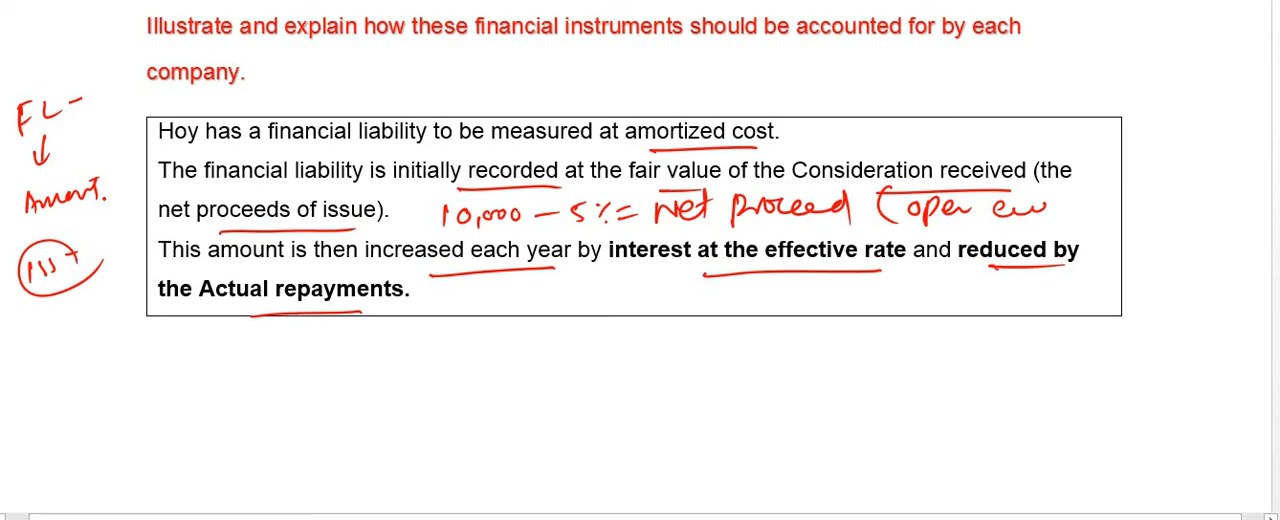 Illustrate and explain how these financial instruments should be accounted for by each
company.
FL
Amort.
Hoy has a financial liability to be measured at amortized cost.
The financial liability is initially recorded at the fair value of the Consideration received (the
net proceeds of issue). 10,000 - 5% = Net Proceed (open
This amount is then increased each year by interest at the effective rate and reduced by
the Actual repayments.